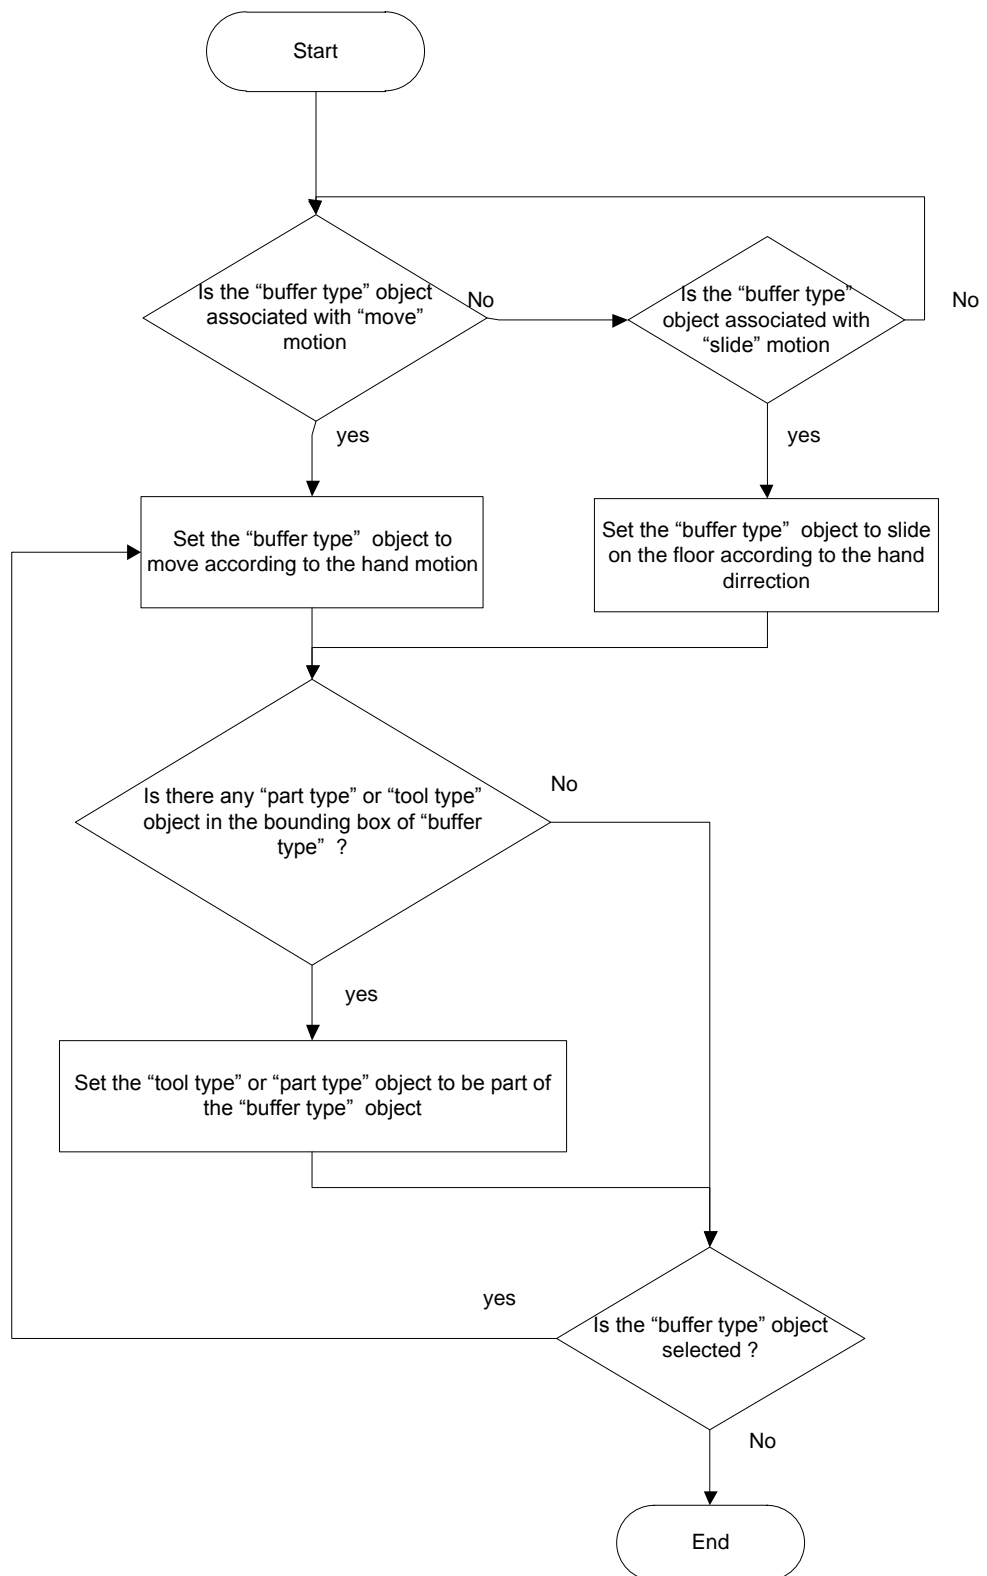 Start
Is the “buffer type” object
associated with “move”
motion
No
Is the “buffer type”
object associated with
“slide” motion
No
yes
yes
Set the “buffer type”  object to
move according to the hand motion
Set the “buffer type”  object to slide
on the floor according to the hand
dirrection
Is there any “part type” or “tool type”
object in the bounding box of “buffer
type”  ?
No
yes
Set the “tool type” or “part type” object to be part of
the “buffer type”  object
yes
Is the “buffer type” object
selected ?
No
End